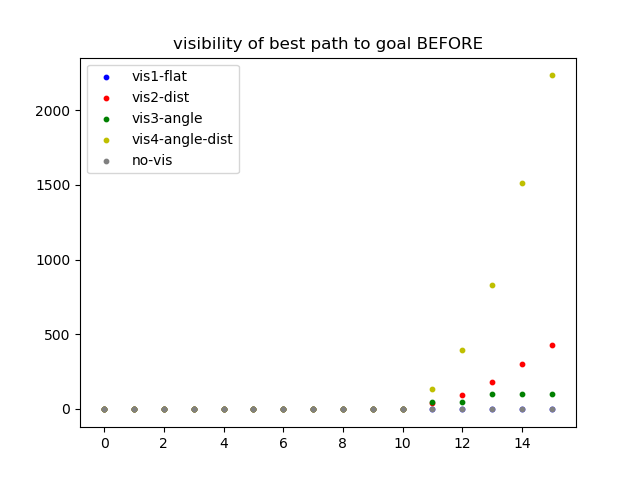 visibility of best path to goal BEFORE
vis1-flat
vis2-dist
vis3-angle
vis4-angle-dist
no-vis
2000
1500
1000
500
0
0 2 4 6 8 10 12 14